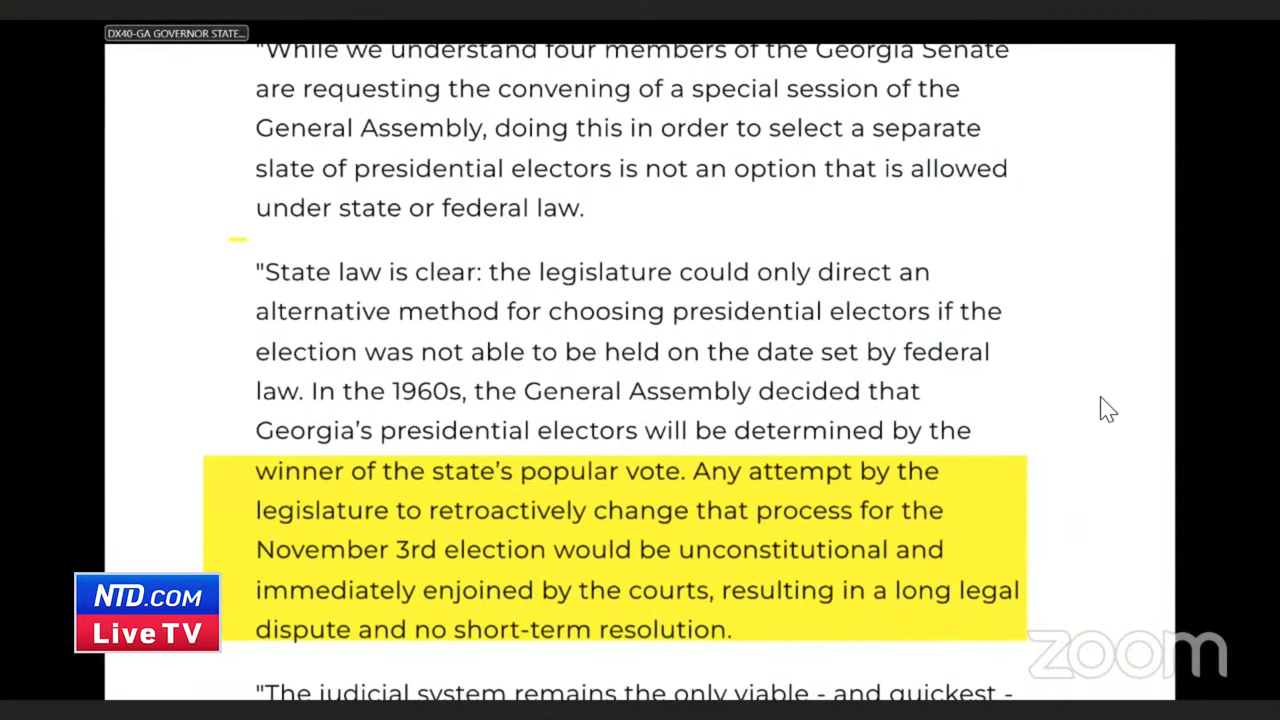 DX40-GA GOVERNOR STATE...
"While we understand four members of the Georgia Senate
are requesting the convening of a special session of the
General Assembly, doing this in order to select a separate
slate of presidential electors is not an option that is allowed
under state or federal law.
"State law is clear: the legislature could only direct an
alternative method for choosing presidential electors if the
election was not able to be held on the date set by federal
law. In the 1960s, the General Assembly decided that
Georgia’s presidential electors will be determined by the
winner of the state’s popular vote. Any attempt by the
legislature to retroactively change that process for the
November 3rd election would be unconstitutional and
immediately enjoined by the courts, resulting in a long legal
dispute and no short-term resolution.
"The judicial system remains the only viable - and quickest -
NTD.COM
Live TV
zoom